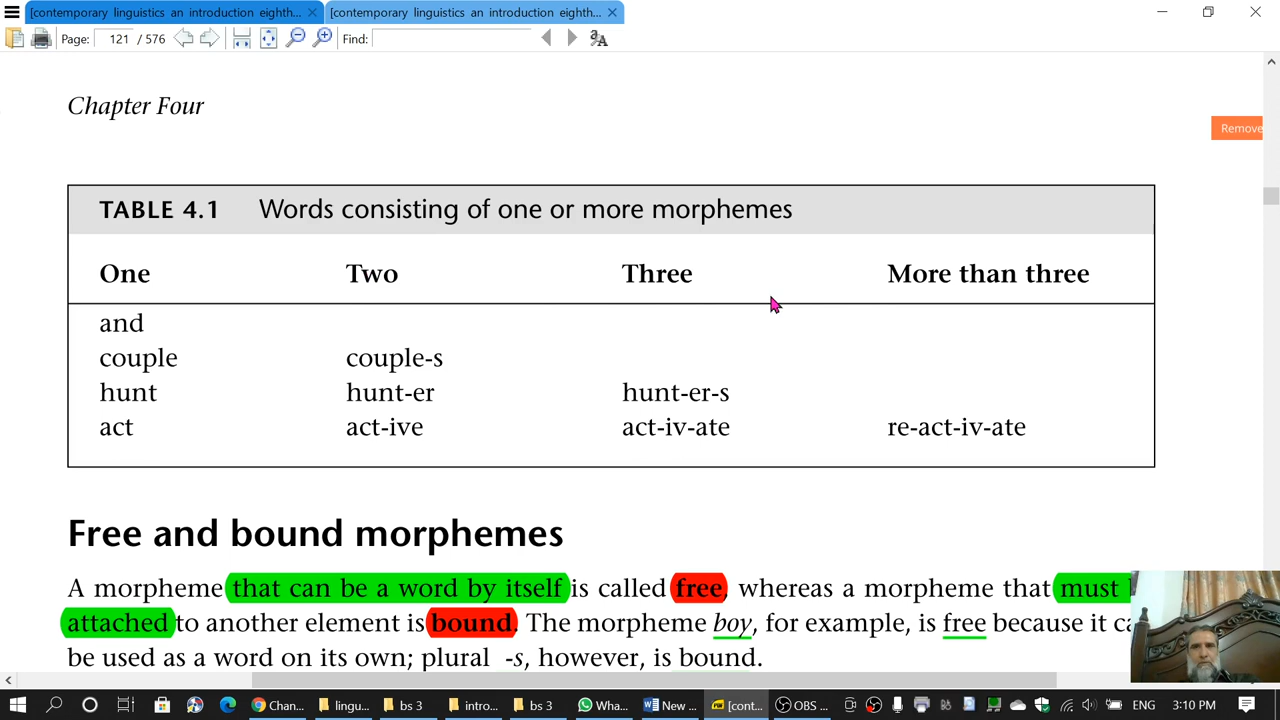 [contemporary linguistics an introduction eighth... [contemporary linguistics an introduction eighth...
Page: 121 / 576 Find:
Chapter Four
Remove
TABLE 4.1 Words consisting of one or more morphemes
One Two Three More than three
and
couple couple-s
hunt hunt-er hunt-er-s
act act-ive act-iv-ate re-act-iv-ate
Free and bound morphemes
A morpheme that can be a word by itself is called free, whereas a morpheme that must
attached to another element is bound. The morpheme boy, for example, is free because it
be used as a word on its own; plural -s, however, is bound.
Chan... lingu... bs 3 intro... bs 3 Wha... New ... [cont... OBS ... ENG 3:10 PM